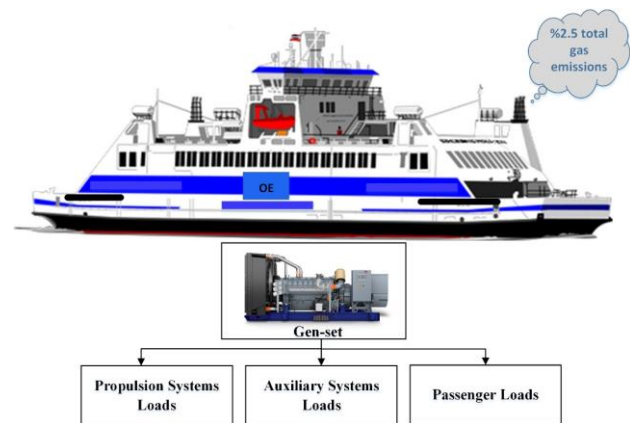 %2.5 total
gas
emissions
OE
Gen-set
Propulsion Systems
Loads
Auxiliary Systems
Loads
Passenger Loads